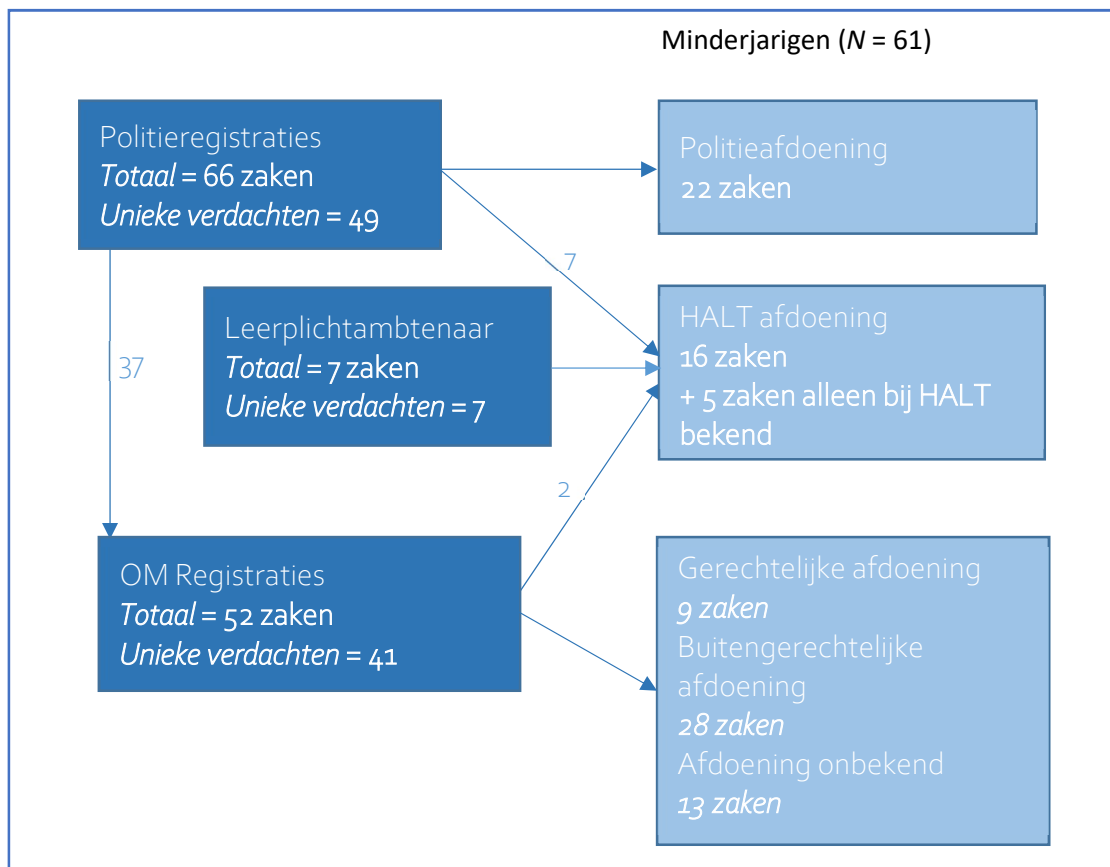 Minderjarigen (N = 61)
Politieregistraties
Totaal = 66 zaken
Unieke verdachten = 49
Politieafdoening
22 zaken
7
Leerplichtambtenaar
Totaal = 7 zaken
Unieke verdachten = 7
HALT afdoening
16 zaken
+ 5 zaken alleen bij HALT
bekend
37
2
OM Registraties
Totaal = 52 zaken
Unieke verdachten = 41
Gerechtelijke afdoening
9 zaken
Buitengerechtelijke
afdoening
28 zaken
Afdoening onbekend
13 zaken